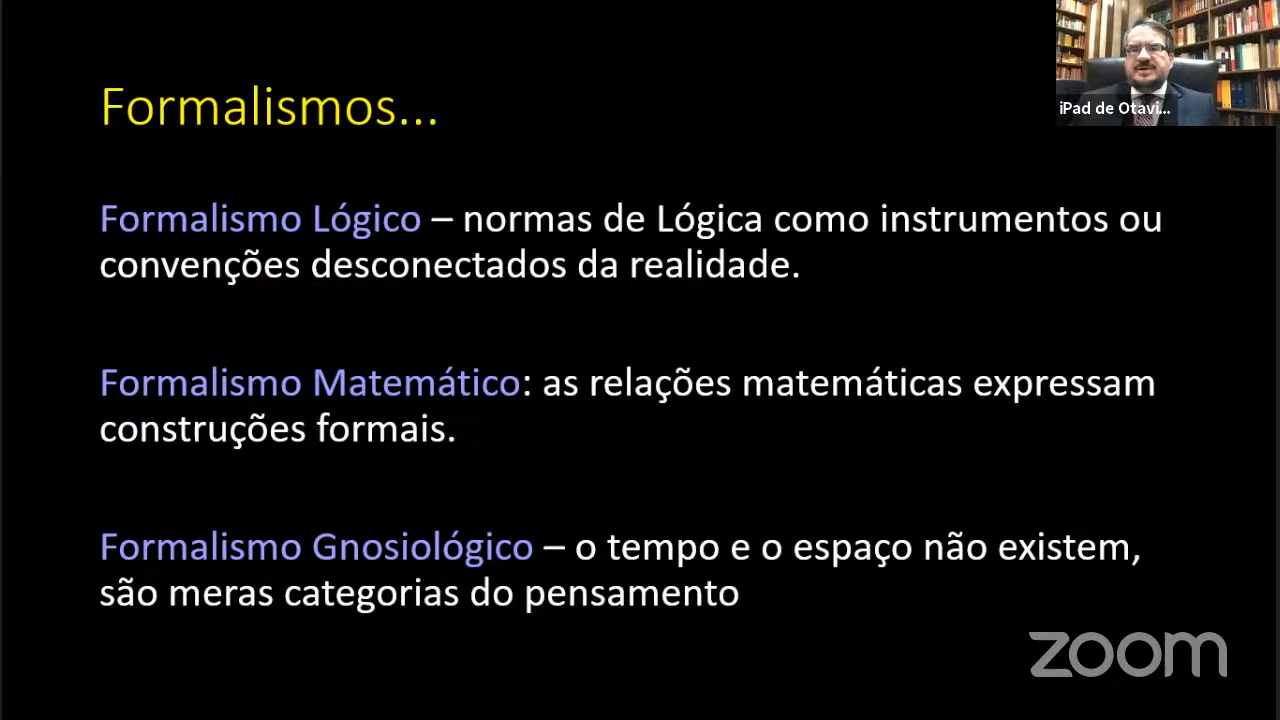 Formalismos...
iPad de Otavi...
Formalismo Lógico – normas de Lógica como instrumentos ou
convenções desconectados da realidade.
Formalismo Matemático: as relações matemáticas expressam
construções formais.
Formalismo Gnosiológico – o tempo e o espaço não existem,
são meras categorias do pensamento
zoom